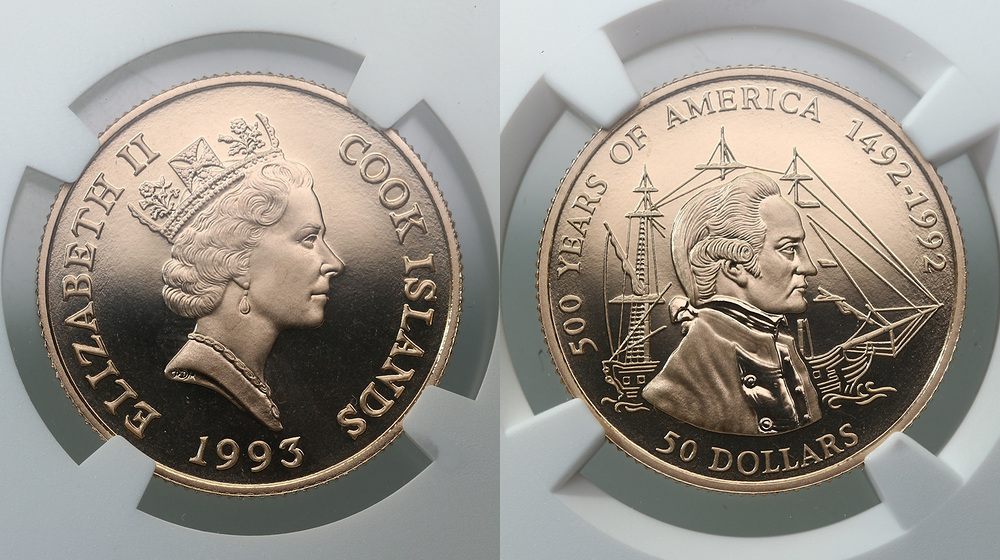 ELIZABETH II
COOK ISLANDS
1993
500 YEARS OF AMERICA 1492-1992
50 DOLLARS